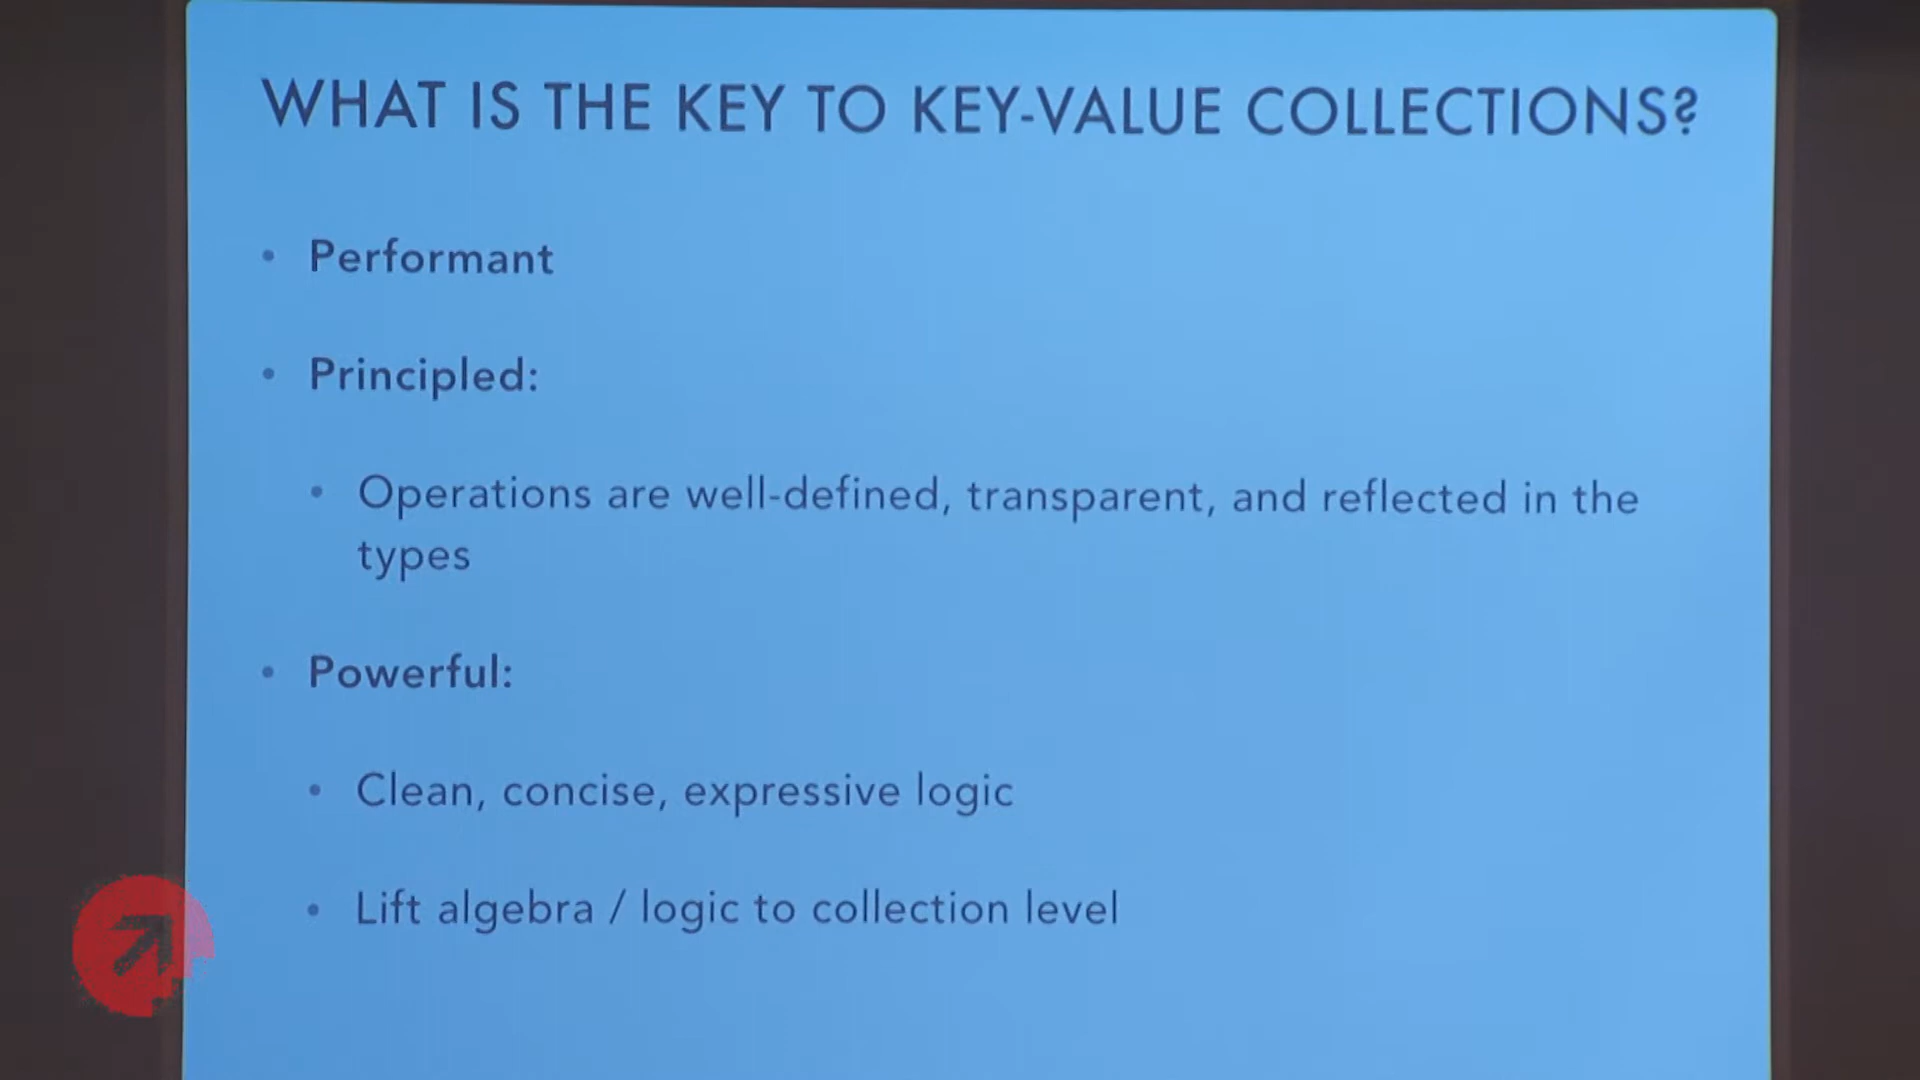 WHAT IS THE KEY TO KEY-VALUE COLLECTIONS?
• Performant
• Principled:
• Operations are well-defined, transparent, and reflected in the
types
• Powerful:
• Clean, concise, expressive logic
• Lift algebra / logic to collection level